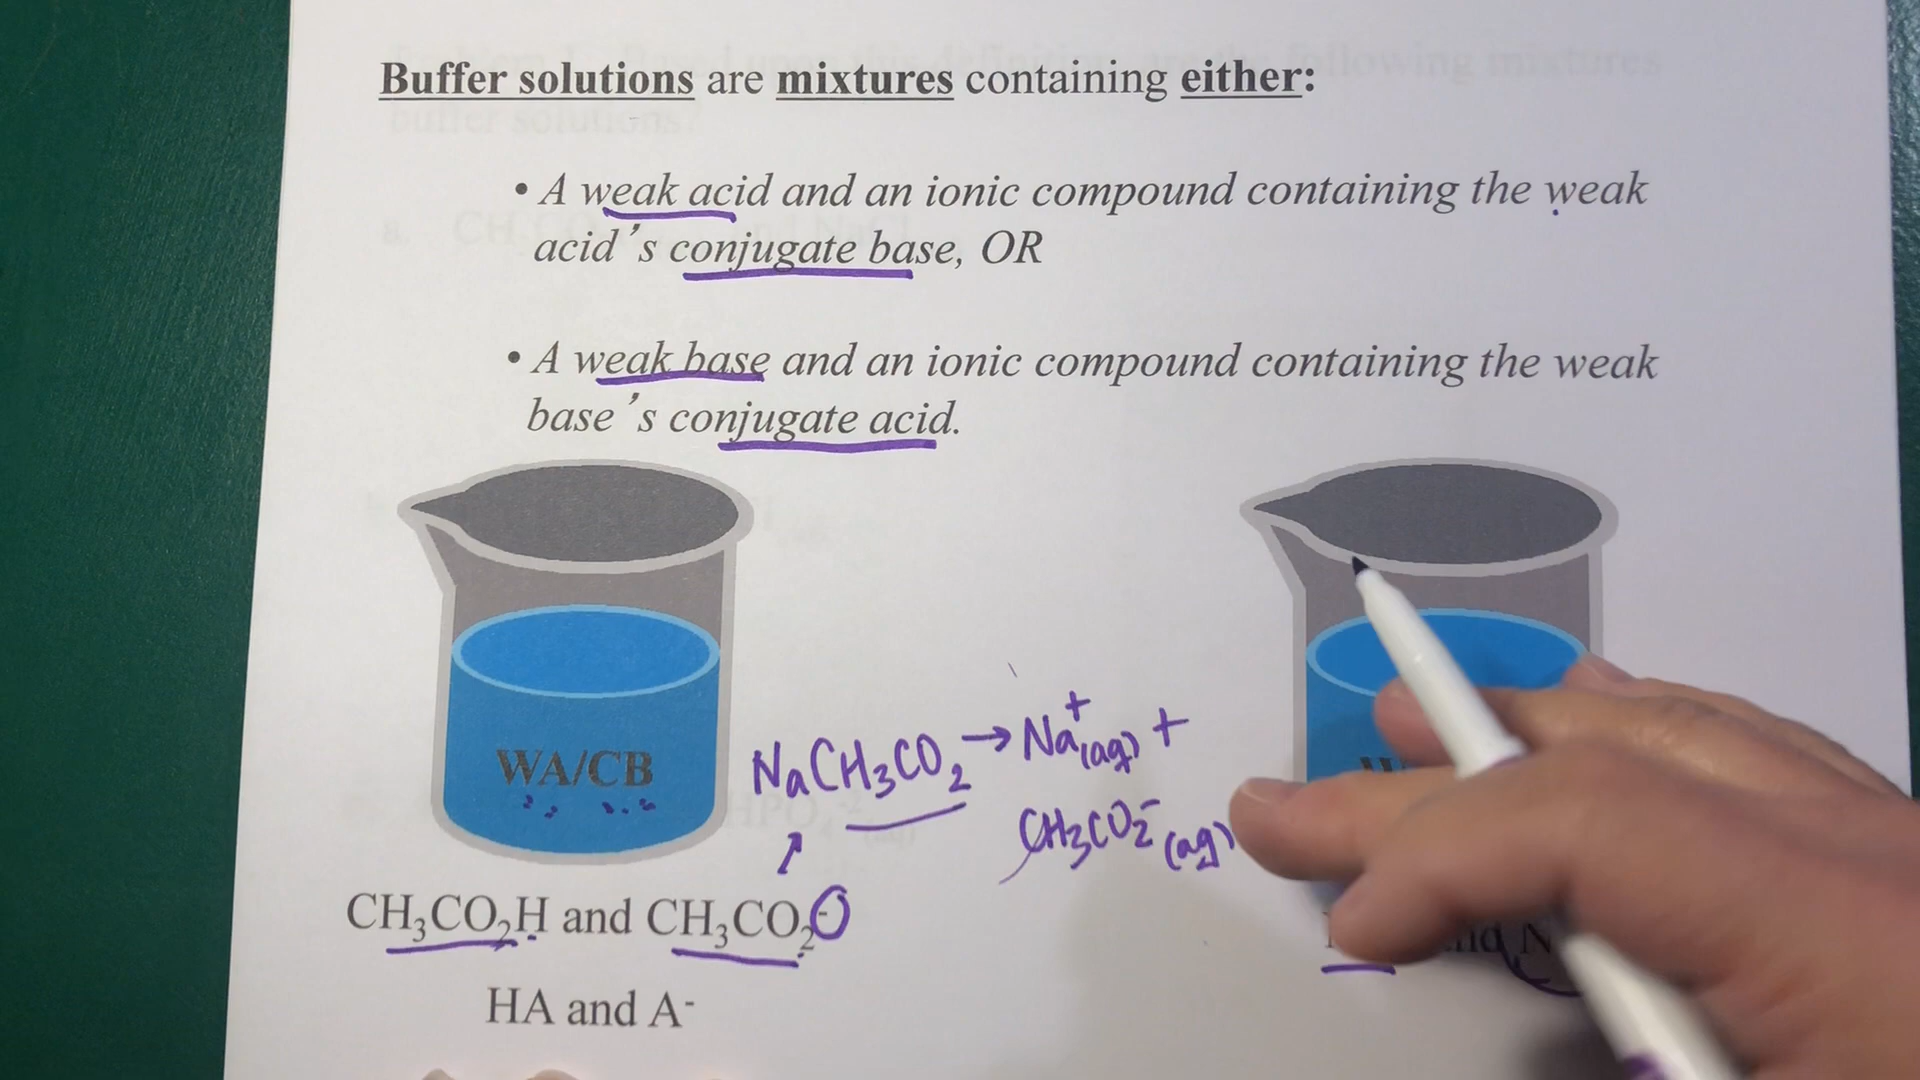 Buffer solutions are mixtures containing either:
• A weak acid and an ionic compound containing the weak
acid's conjugate base, OR
• A weak base and an ionic compound containing the weak
base's conjugate acid.
WA/CB
NaCH₃CO₂ → Na⁺(aq) +
CH₃CO₂⁻(aq)
CH₃CO₂H and CH₃CO₂⁻
HA and A⁻